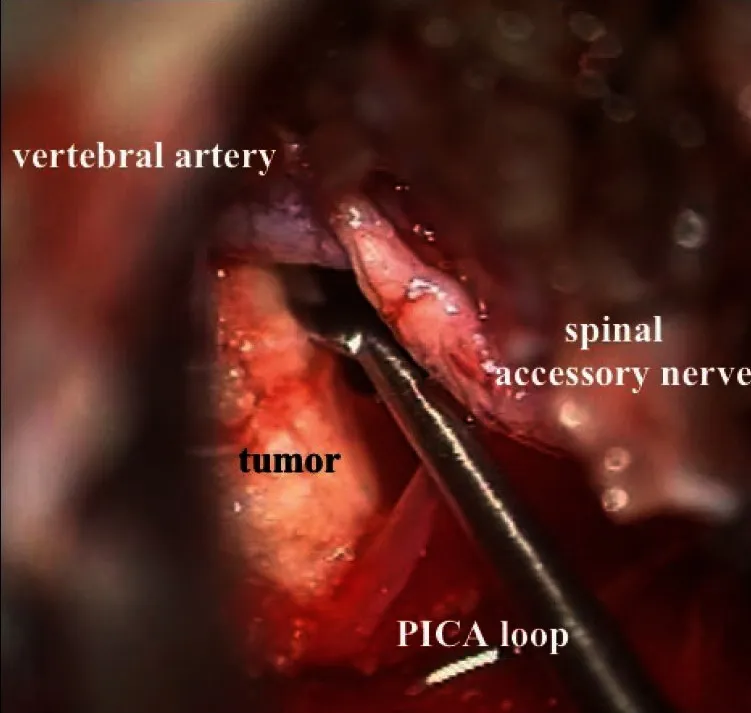 vertebral artery
spinal
accessory nerve
tumor
PICA loop